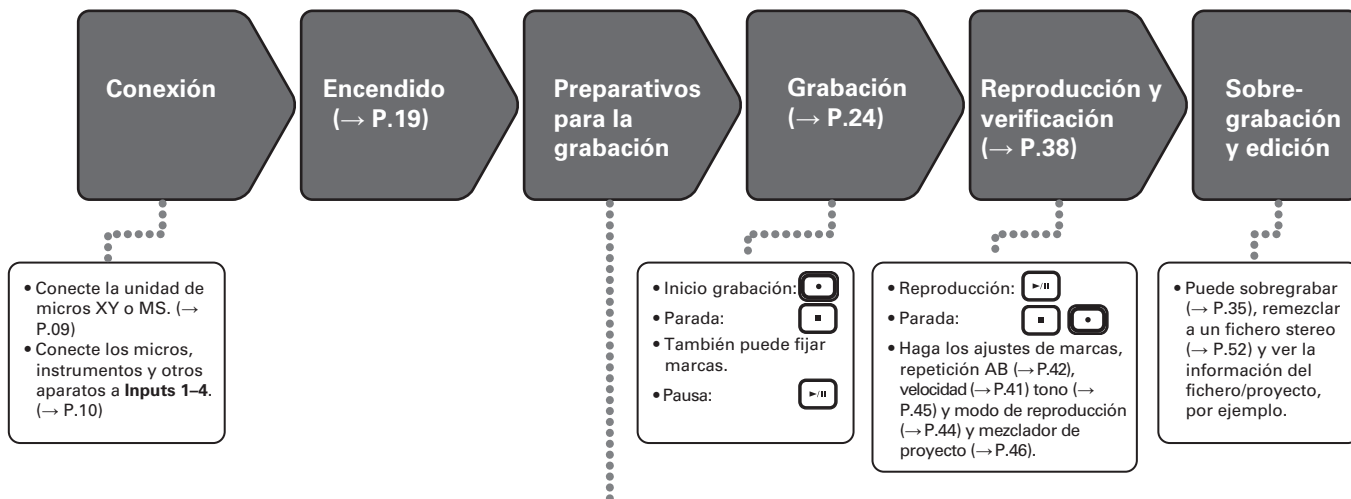 Conexión
Encendido
(→ P.19)
Preparativos
para la
grabación
Grabación
(→ P.24)
Reproducción y
verificación
(→ P.38)
Sobre-
grabación
y edición
• Conecte la unidad de
micros XY o MS. (→
P.09)
• Conecte los micros,
instrumentos y otros
aparatos a Inputs 1–4.
(→ P.10)
• Inicio grabación:
• Parada:
• También puede fijar
marcas.
• Pausa:
• Reproducción:
• Parada:
• Haga los ajustes de marcas,
repetición AB (→ P.42),
velocidad (→ P.41) tono (→
P.45) y modo de reproducción
(→ P.44) y mezclador de
proyecto (→ P.46).
• Puede sobregrabar
(→ P.35), remezclar
a un fichero stereo
(→ P.52) y ver la
información del
fichero/proyecto,
por ejemplo.